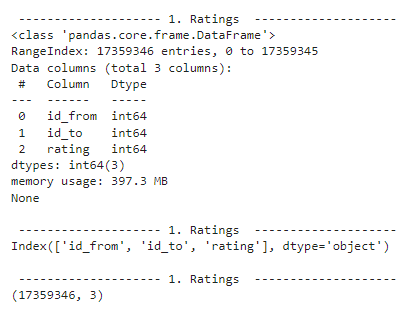 -------------------- 1. Ratings --------------------
<class 'pandas.core.frame.DataFrame'>
RangeIndex: 17359346 entries, 0 to 17359345
Data columns (total 3 columns):
 #   Column   Dtype
---  ------   -----
 0   id_from  int64
 1   id_to    int64
 2   rating   int64
dtypes: int64(3)
memory usage: 397.3 MB
None
-------------------- 1. Ratings --------------------
Index(['id_from', 'id_to', 'rating'], dtype='object')
-------------------- 1. Ratings --------------------
(17359346, 3)